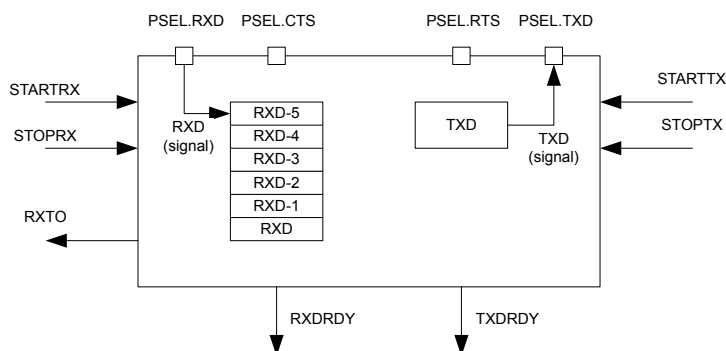 PSEL.RXD
PSEL.CTS
PSEL.RTS
PSEL.TXD
STARTRX
STOPRX
RXTO
RXD
(signal)
RXD-5
RXD-4
RXD-3
RXD-2
RXD-1
RXD
TXD
TXD
(signal)
STARTTX
STOPTX
RXDRDY
TXDRDY